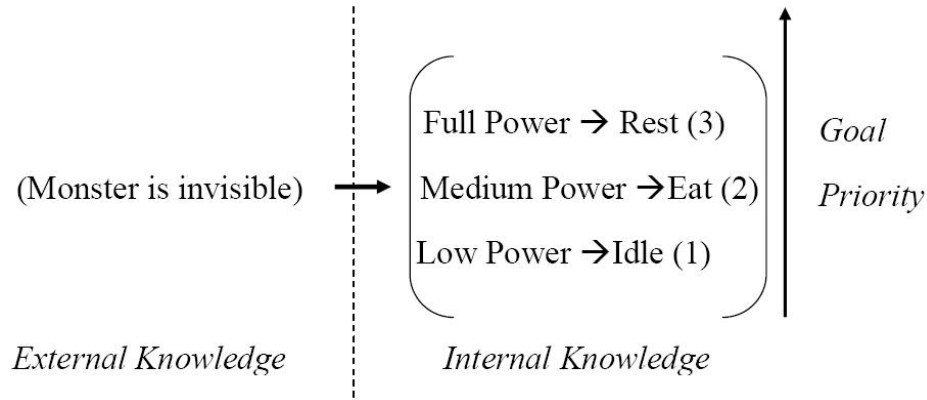 Full Power → Rest (3)
Goal
(Monster is invisible)
Medium Power →Eat (2)
Priority
Low Power →Idle (1)
External Knowledge
Internal Knowledge